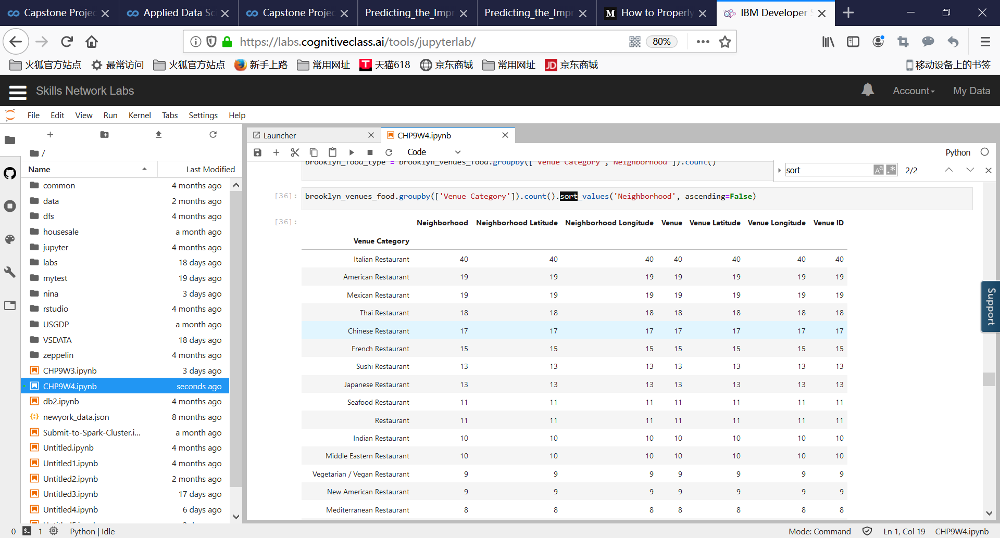 Capstone Projec
Applied Data Sc
Capstone Projec
Predicting_the_Impr
Predicting_the_Impr
How to Properly
IBM Developer S
https://labs.cognitiveclass.ai/tools/jupyterlab/
80%
火狐官方站点
最常访问
火狐官方站点
新手上路
常用网址
天猫618
京东商城
常用网址
JD 京东商城
移动设备上的书签
Skills Network Labs
Account
My Data
File Edit View Run Kernel Tabs Settings Help
Launcher
CHP9W4.ipynb
/
Code
Python
Name Last Modified
common 4 months ago
data 2 months ago
dfs 4 months ago
housesale a month ago
jupyter 4 months ago
labs 18 days ago
mytest 19 days ago
nina 3 days ago
rstudio 4 months ago
USGDP a month ago
VSDATA 18 days ago
zeppelin 4 months ago
CHP9W3.ipynb 3 days ago
CHP9W4.ipynb seconds ago
db2.ipynb 4 months ago
newyork_data.json 8 months ago
Submit-to-Spark-Cluster.i... a month ago
Untitled.ipynb 4 months ago
Untitled1.ipynb 4 months ago
Untitled2.ipynb 2 months ago
Untitled3.ipynb 17 days ago
Untitled4.ipynb 6 days ago
brooklyn_food_type = brooklyn_venues_food.groupby(['Venue Category','Neighborhood']).count()
sort 2/2
[36]: brooklyn_venues_food.groupby(['Venue Category']).count().sort_values('Neighborhood', ascending=False)
[36]: Neighborhood Neighborhood Latitude Neighborhood Longitude Venue Venue Latitude Venue Longitude Venue ID
Venue Category
Italian Restaurant 40 40 40 40 40 40 40
American Restaurant 19 19 19 19 19 19 19
Mexican Restaurant 19 19 19 19 19 19 19
Thai Restaurant 18 18 18 18 18 18 18
Chinese Restaurant 17 17 17 17 17 17 17
French Restaurant 15 15 15 15 15 15 15
Sushi Restaurant 13 13 13 13 13 13 13
Japanese Restaurant 13 13 13 13 13 13 13
Seafood Restaurant 11 11 11 11 11 11 11
Restaurant 11 11 11 11 11 11 11
Indian Restaurant 10 10 10 10 10 10 10
Middle Eastern Restaurant 10 10 10 10 10 10 10
Vegetarian / Vegan Restaurant 9 9 9 9 9 9 9
New American Restaurant 9 9 9 9 9 9 9
Mediterranean Restaurant 8 8 8 8 8 8 8
Support
0 1 Python | Idle
Mode: Command Ln 1, Col 19 CHP9W4.ipynb